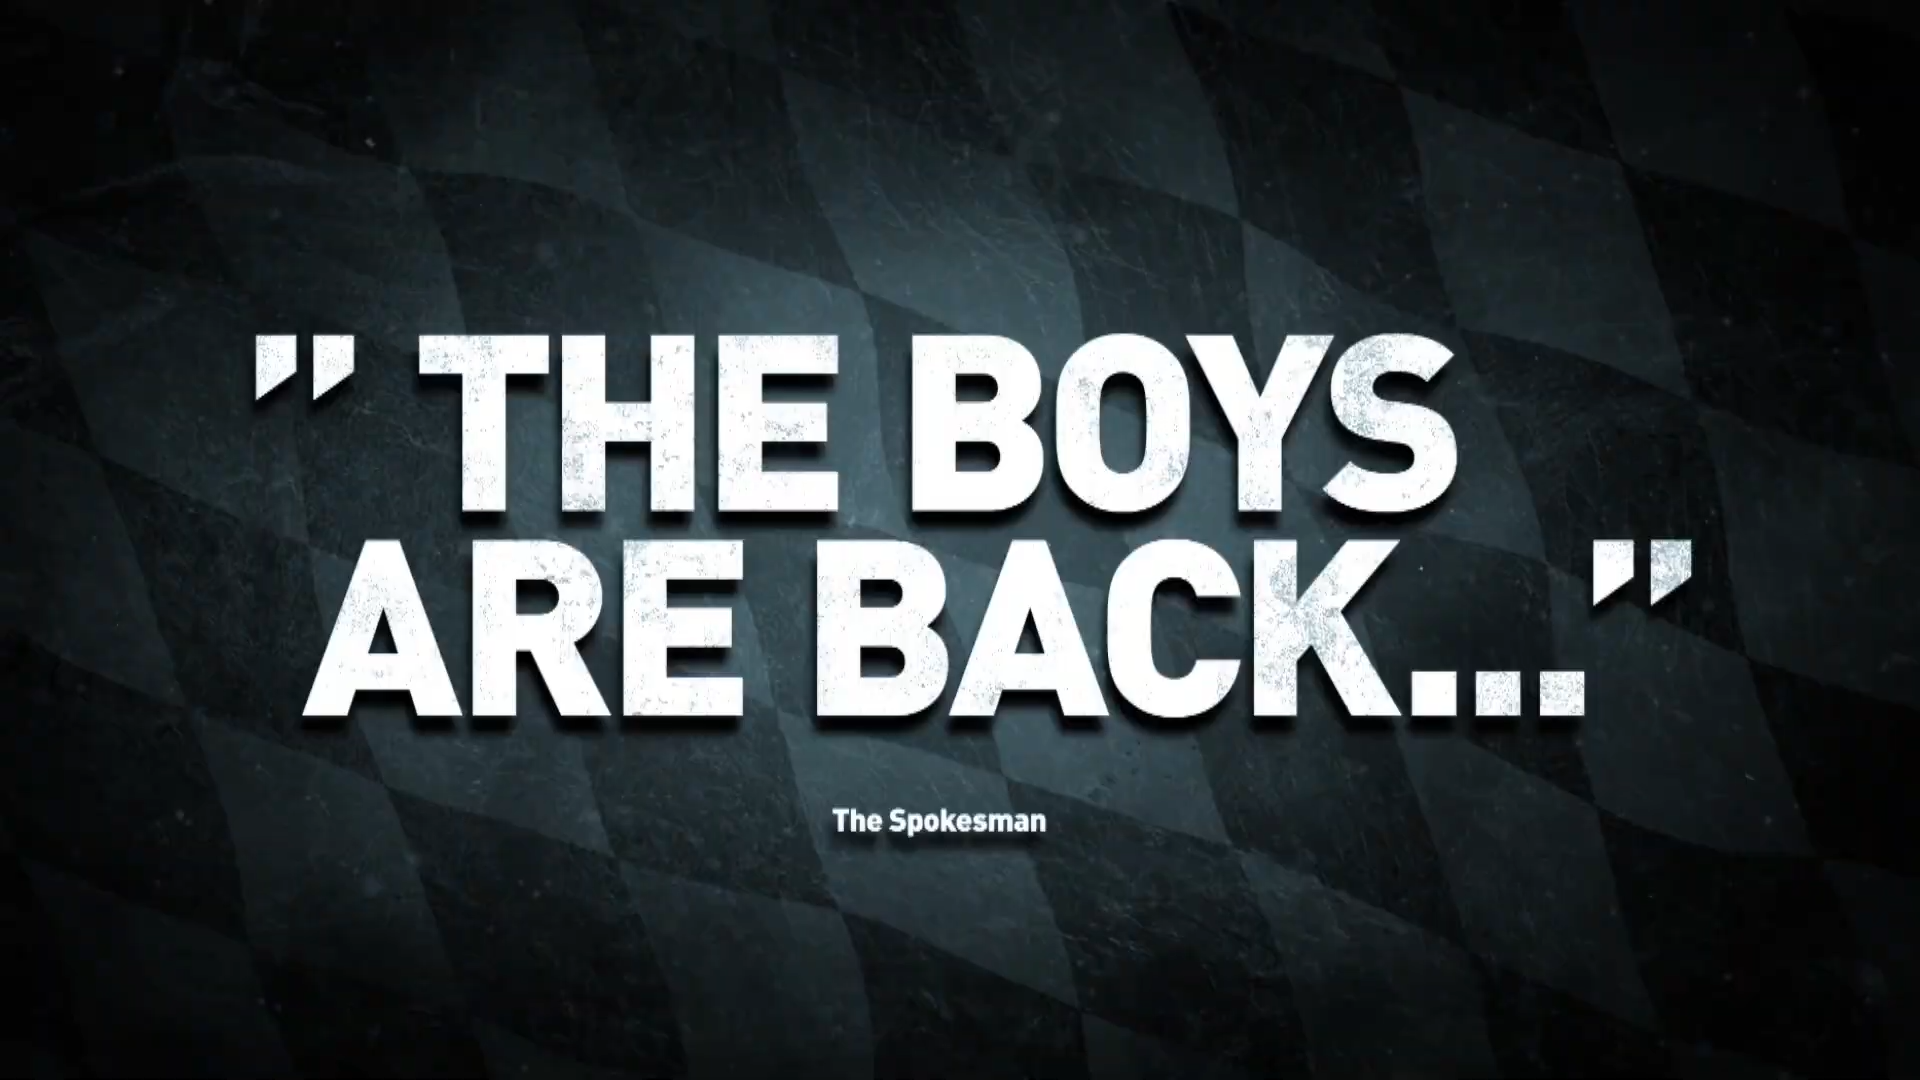 ” THE BOYS
ARE BACK...”
The Spokesman